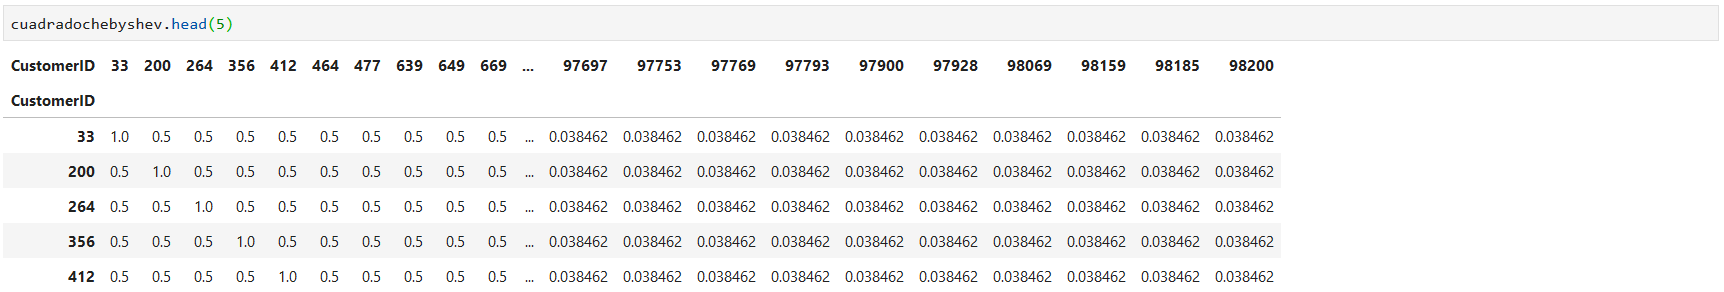 cuadradochebyshev.head(5)
CustomerID 33 200 264 356 412 464 477 639 649 669 ... 97697 97753 97769 97793 97900 97928 98069 98159 98185 98200
CustomerID
33 1.0 0.5 0.5 0.5 0.5 0.5 0.5 0.5 0.5 0.5 ... 0.038462 0.038462 0.038462 0.038462 0.038462 0.038462 0.038462 0.038462 0.038462 0.038462
200 0.5 1.0 0.5 0.5 0.5 0.5 0.5 0.5 0.5 0.5 ... 0.038462 0.038462 0.038462 0.038462 0.038462 0.038462 0.038462 0.038462 0.038462 0.038462
264 0.5 0.5 1.0 0.5 0.5 0.5 0.5 0.5 0.5 0.5 ... 0.038462 0.038462 0.038462 0.038462 0.038462 0.038462 0.038462 0.038462 0.038462 0.038462
356 0.5 0.5 0.5 1.0 0.5 0.5 0.5 0.5 0.5 0.5 ... 0.038462 0.038462 0.038462 0.038462 0.038462 0.038462 0.038462 0.038462 0.038462 0.038462
412 0.5 0.5 0.5 0.5 1.0 0.5 0.5 0.5 0.5 0.5 ... 0.038462 0.038462 0.038462 0.038462 0.038462 0.038462 0.038462 0.038462 0.038462 0.038462